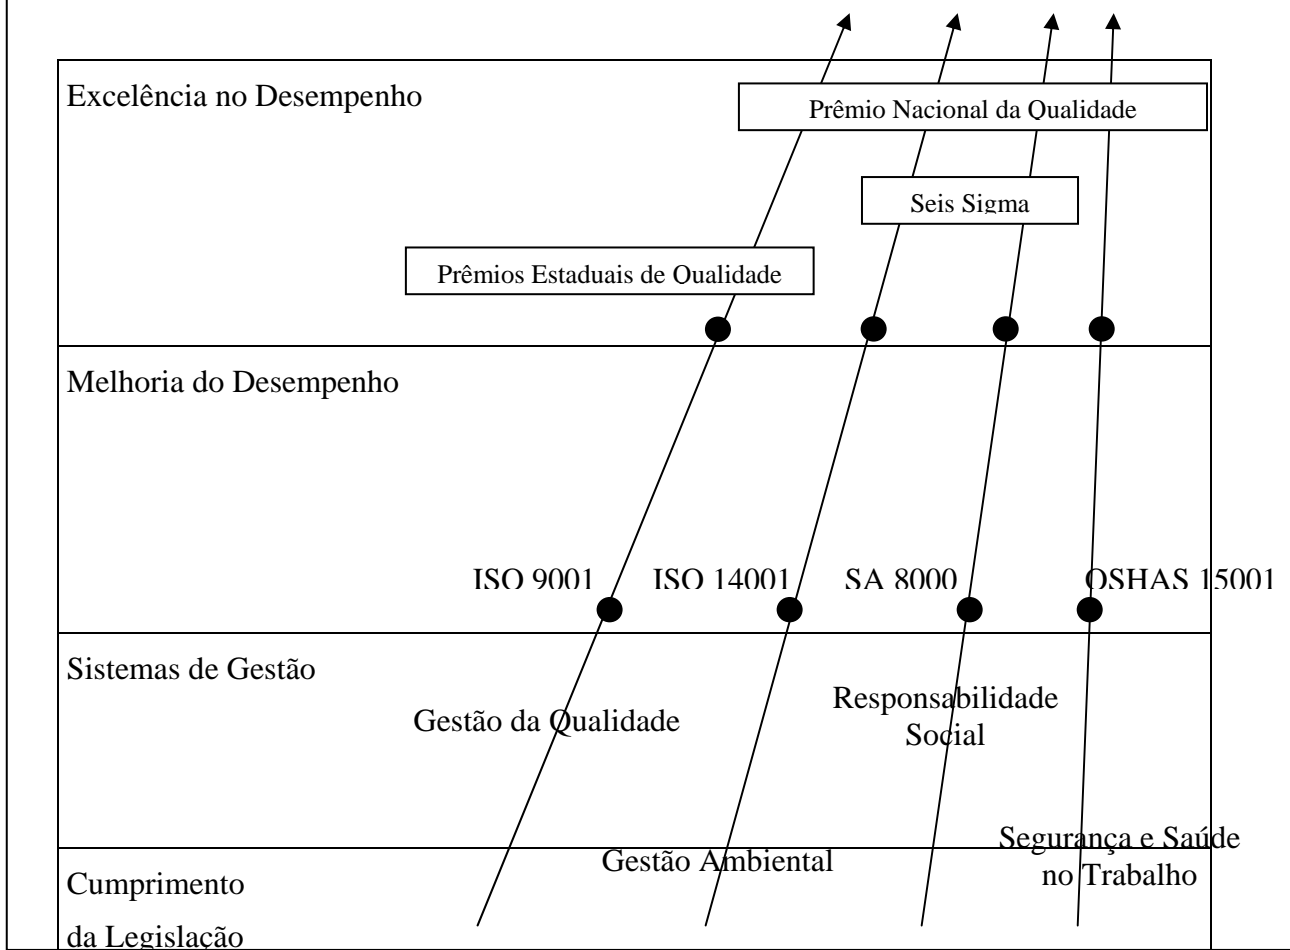 Excelência no Desempenho
Prêmio Nacional da Qualidade
Seis Sigma
Prêmios Estaduais de Qualidade
Melhoria do Desempenho
ISO 9001
ISO 14001
SA 8000
OSHAS 15001
Sistemas de Gestão
Gestão da Qualidade
Responsabilidade
Social
Gestão Ambiental
Segurança e Saúde
no Trabalho
Cumprimento
da Legislação